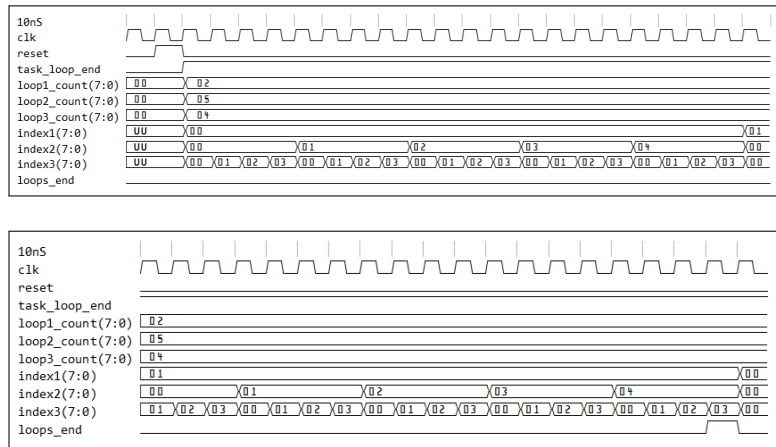 10nS
clk
reset
task_loop_end
loop1_count(7:0) 00 02
loop2_count(7:0) 00 05
loop3_count(7:0) 00 04
index1(7:0) UU 00 01
index2(7:0) UU 00 01 02 03 04 00
index3(7:0) UU 00 01 02 03 00 01 02 03 00 01 02 03 00 01 02 03 00 01 02 03 00
loops_end
10nS
clk
reset
task_loop_end
loop1_count(7:0) 02
loop2_count(7:0) 05
loop3_count(7:0) 04
index1(7:0) 01 00
index2(7:0) 00 01 02 03 04 00
index3(7:0) 01 02 03 00 01 02 03 00 01 02 03 00 01 02 03 00 01 02 03 00
loops_end